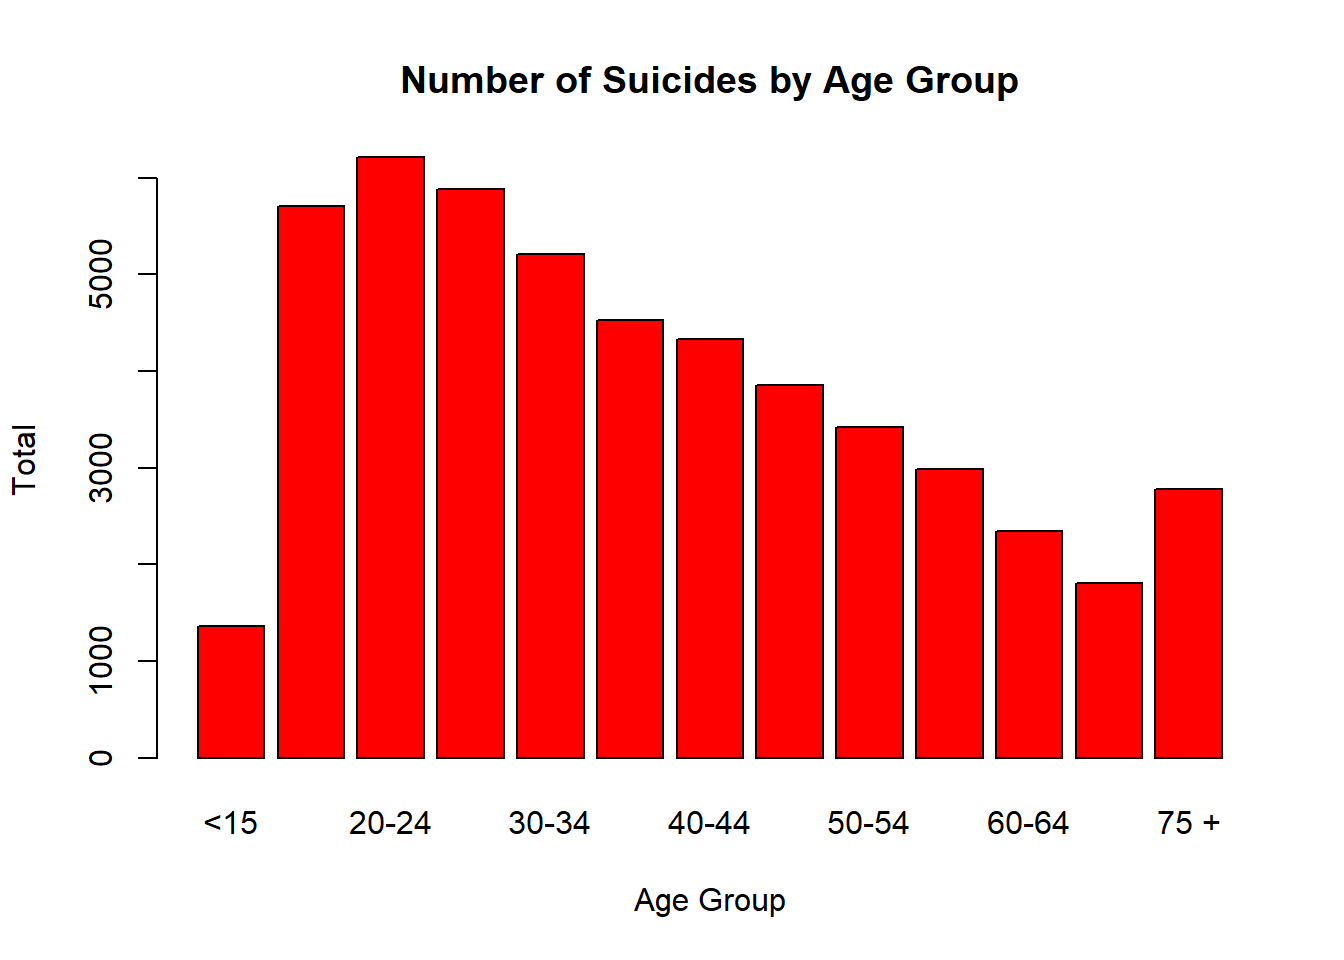 Number of Suicides by Age Group
5000
3000
1000
0
Total
<15 20-24 30-34 40-44 50-54 60-64 75 +
Age Group